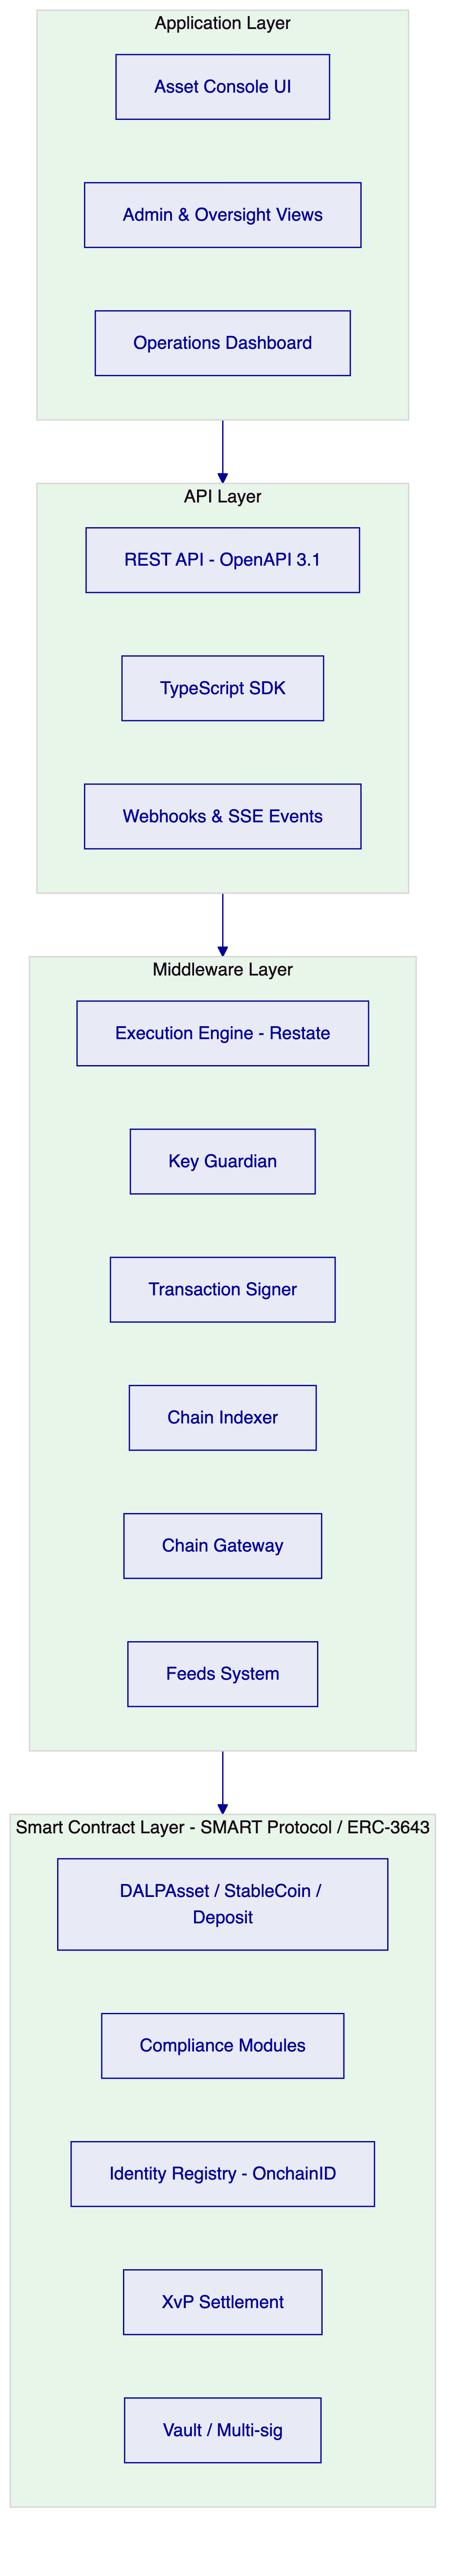 Application Layer
Asset Console UI
Admin & Oversight Views
Operations Dashboard
API Layer
REST API - OpenAPI 3.1
TypeScript SDK
Webhooks & SSE Events
Middleware Layer
Execution Engine - Restate
Key Guardian
Transaction Signer
Chain Indexer
Chain Gateway
Feeds System
Smart Contract Layer - SMART Protocol / ERC-3643
DALPAsset / StableCoin /
Deposit
Compliance Modules
Identity Registry - OnchainID
XvP Settlement
Vault / Multi-sig